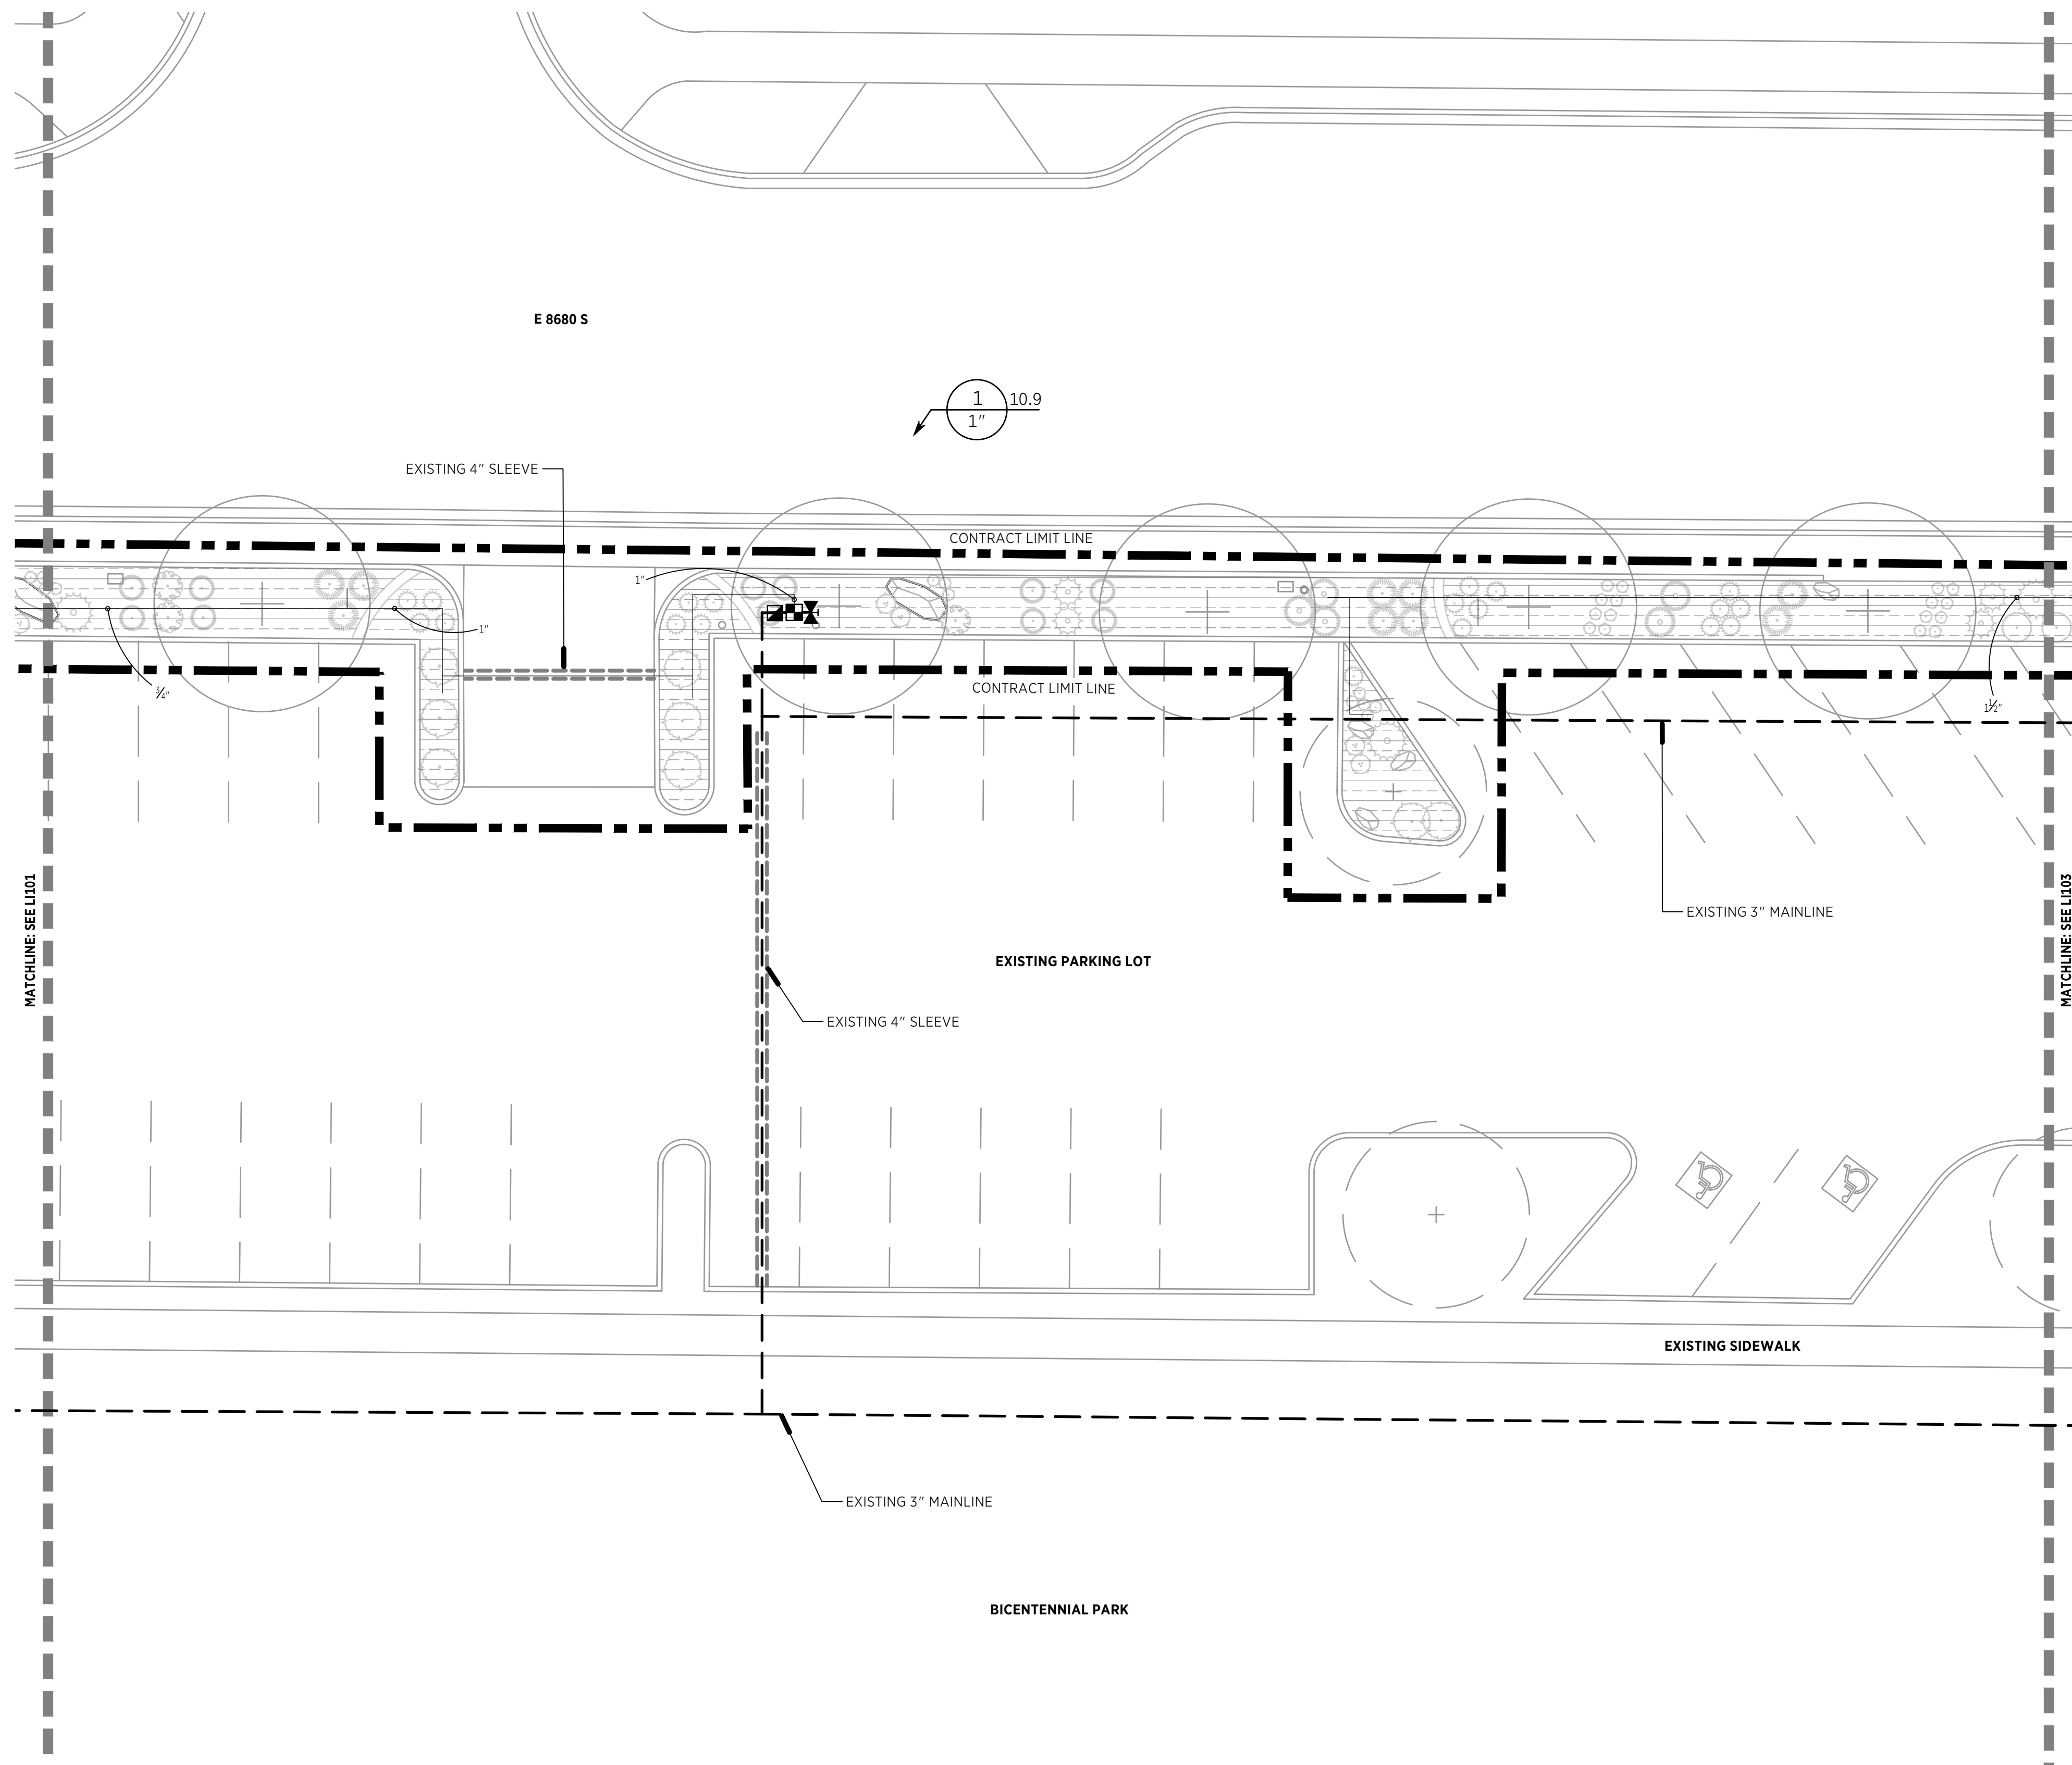 E 8680 S
1
10.9
1"
EXISTING 4" SLEEVE
CONTRACT LIMIT LINE
1"
1"
¾"
CONTRACT LIMIT LINE
1½"
MATCHLINE: SEE LI101
MATCHLINE: SEE LI103
EXISTING 3" MAINLINE
EXISTING PARKING LOT
EXISTING 4" SLEEVE
EXISTING SIDEWALK
EXISTING 3" MAINLINE
BICENTENNIAL PARK